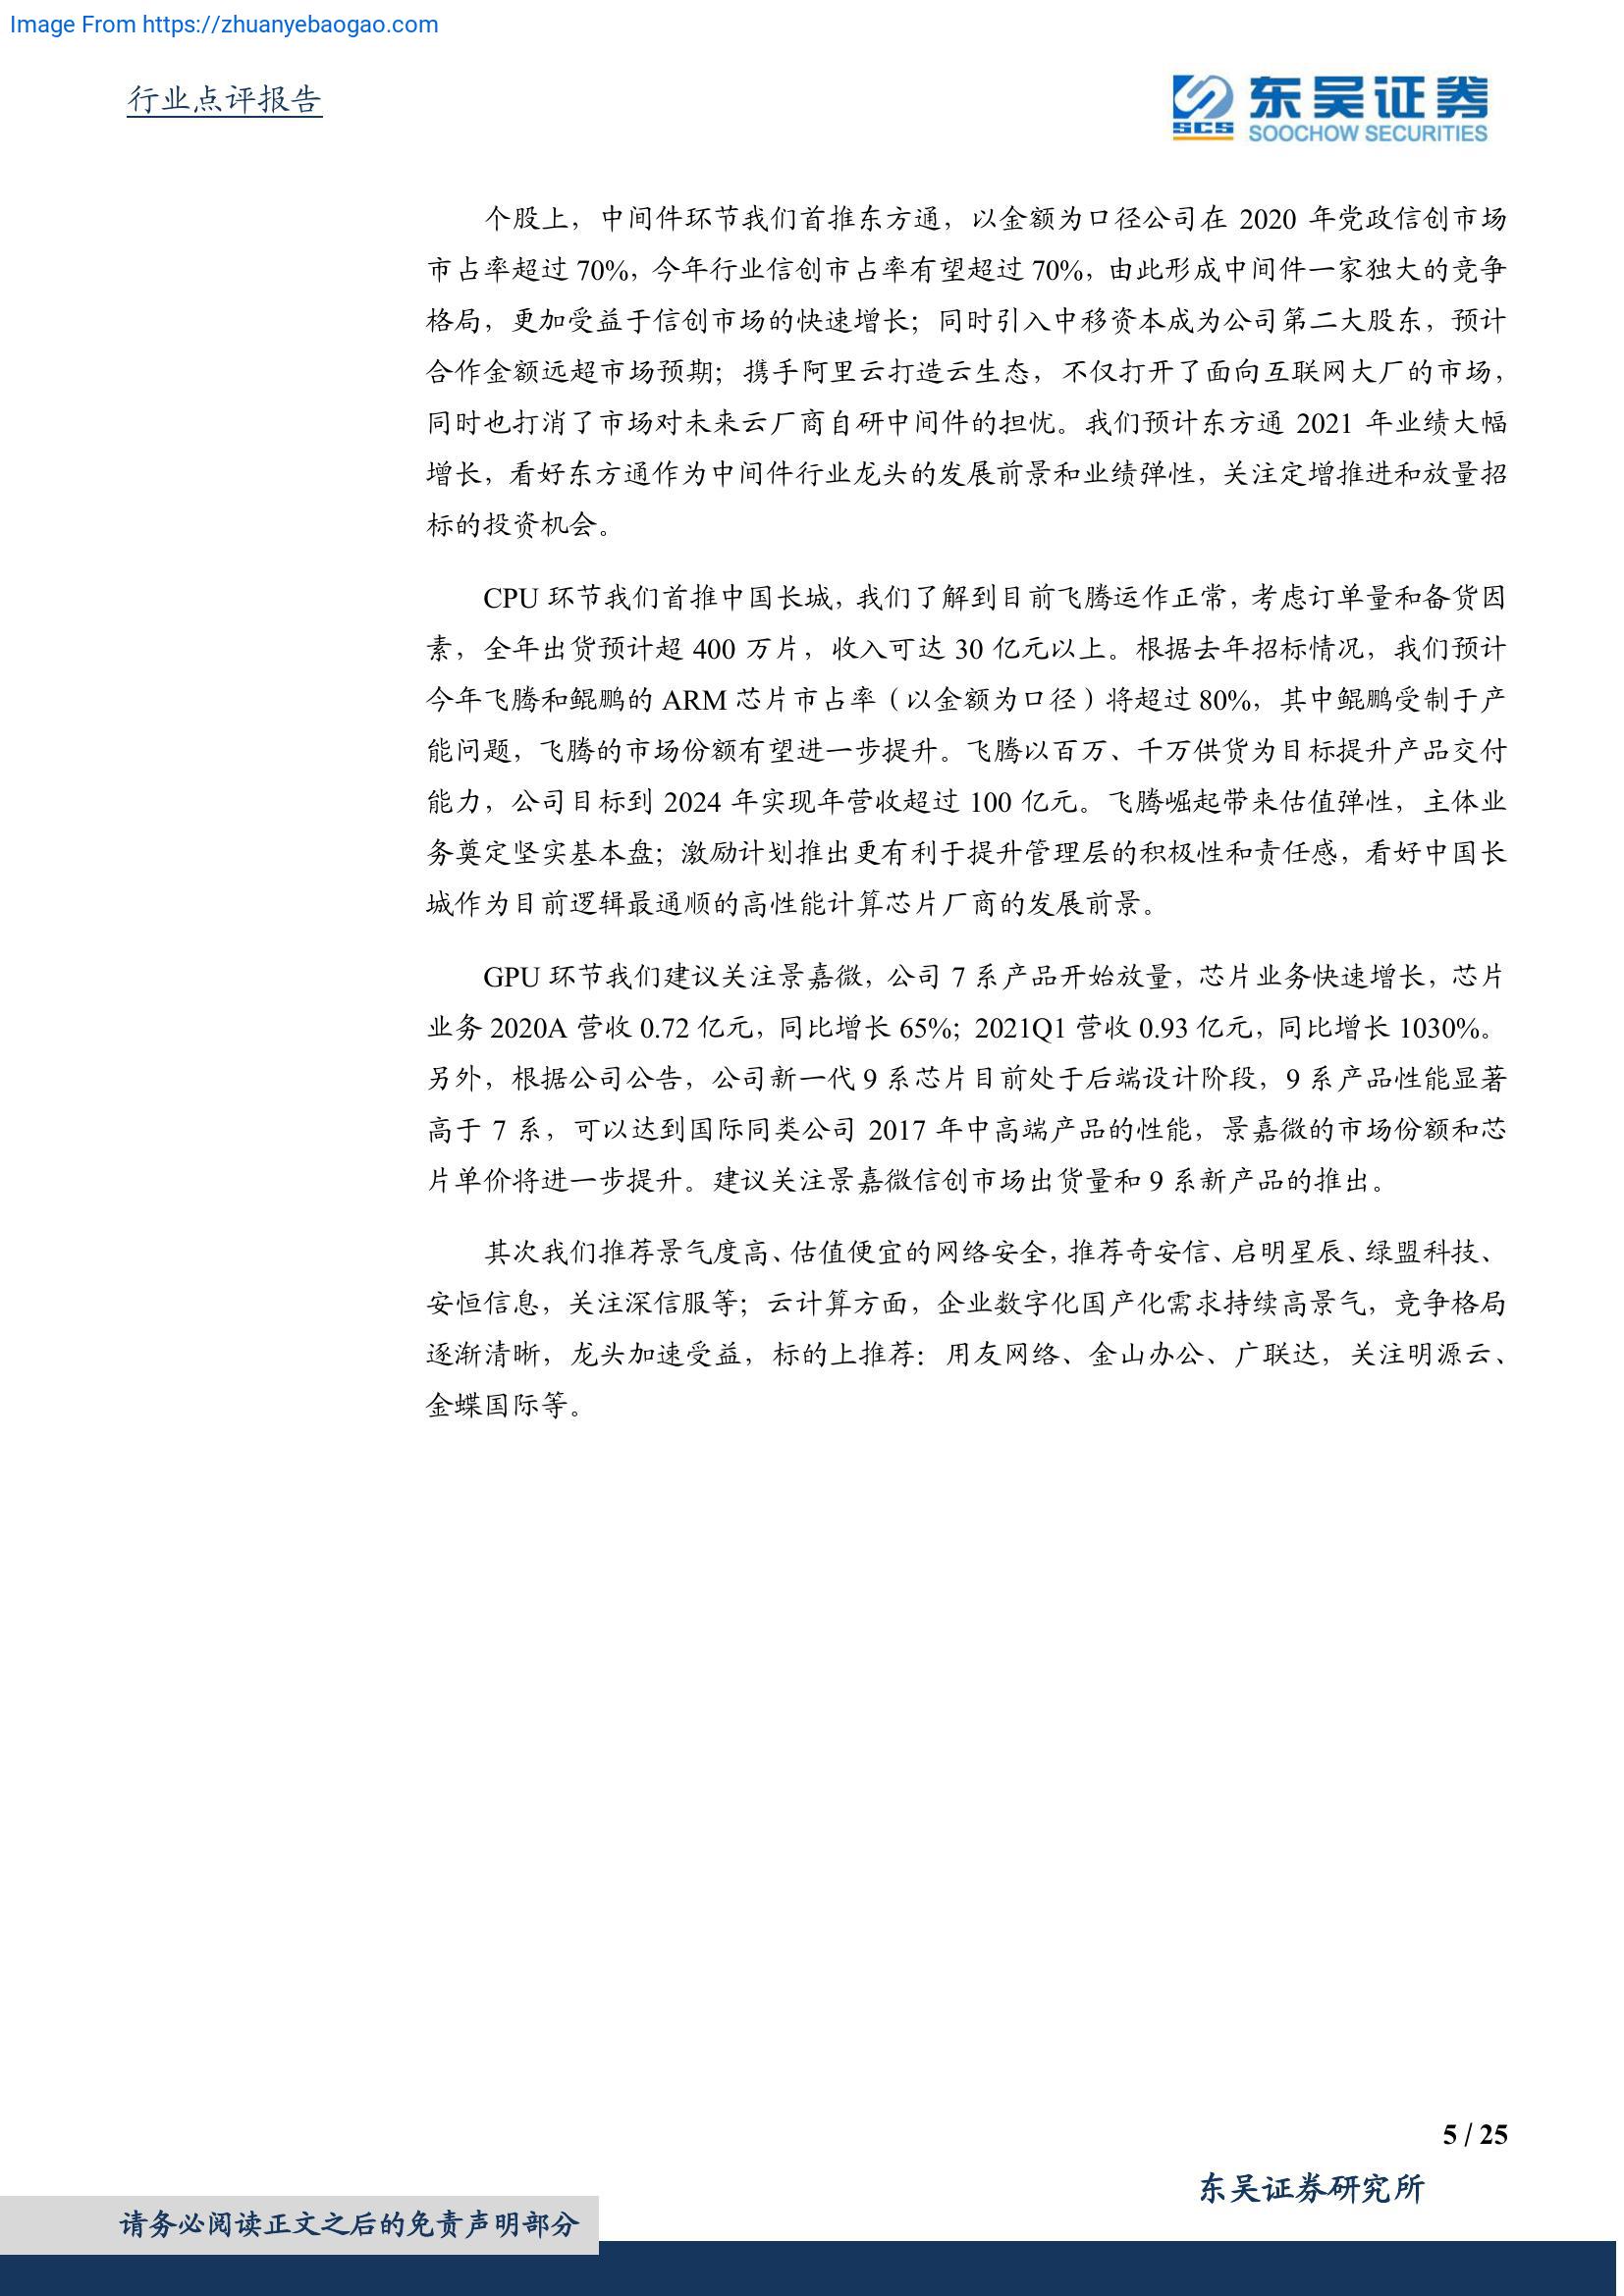 Image From https://zhuanyebaogao.com
行业点评报告
SCS
东吴证券
SOOCHOW SECURITIES
个股上，中间件环节我们首推东方通，以金额为口径公司在 2020 年党政信创市场
市占率超过 70%，今年行业信创市占率有望超过 70%，由此形成中间件一家独大的竞争
格局，更加受益于信创市场的快速增长；同时引入中移资本成为公司第二大股东，预计
合作金额远超市场预期；携手阿里云打造云生态，不仅打开了面向互联网大厂的市场，
同时也打消了市场对未来云厂商自研中间件的担忧。我们预计东方通 2021 年业绩大幅
增长，看好东方通作为中间件行业龙头的发展前景和业绩弹性，关注定增推进和放量招
标的投资机会。
CPU 环节我们首推中国长城，我们了解到目前飞腾运作正常，考虑订单量和备货因
素，全年出货预计超 400 万片，收入可达 30 亿元以上。根据去年招标情况，我们预计
今年飞腾和鲲鹏的 ARM 芯片市占率（以金额为口径）将超过 80%，其中鲲鹏受制于产
能问题，飞腾的市场份额有望进一步提升。飞腾以百万、千万供货为目标提升产品交付
能力，公司目标到 2024 年实现年营收超过 100 亿元。飞腾崛起带来估值弹性，主体业
务奠定坚实基本盘；激励计划推出更有利于提升管理层的积极性和责任感，看好中国长
城作为目前逻辑最通顺的高性能计算芯片厂商的发展前景。
GPU 环节我们建议关注景嘉微，公司 7 系产品开始放量，芯片业务快速增长，芯片
业务 2020A 营收 0.72 亿元，同比增长 65%；2021Q1 营收 0.93 亿元，同比增长 1030%。
另外，根据公司公告，公司新一代 9 系芯片目前处于后端设计阶段，9 系产品性能显著
高于 7 系，可以达到国际同类公司 2017 年中高端产品的性能，景嘉微的市场份额和芯
片单价将进一步提升。建议关注景嘉微信创市场出货量和 9 系新产品的推出。
其次我们推荐景气度高、估值便宜的网络安全，推荐奇安信、启明星辰、绿盟科技、
安恒信息，关注深信服等；云计算方面，企业数字化国产化需求持续高景气，竞争格局
逐渐清晰，龙头加速受益，标的上推荐：用友网络、金山办公、广联达，关注明源云、
金蝶国际等。
5 / 25
东吴证券研究所
请务必阅读正文之后的免责声明部分